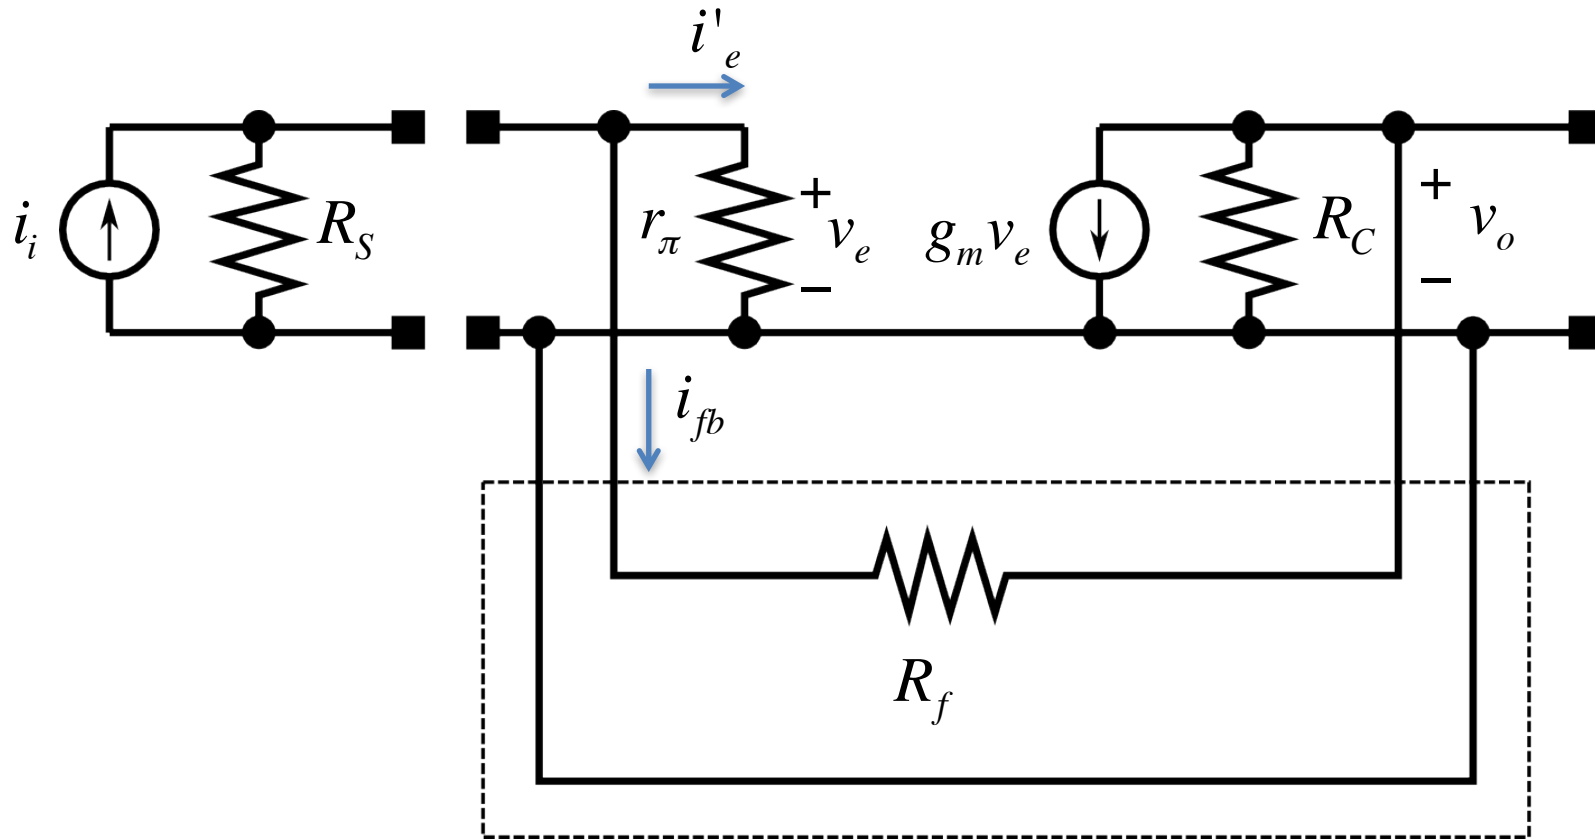 i'e
ii
RS
rπ
+
ve
−
gmve
RC
+
vo
−
ifb
Rf